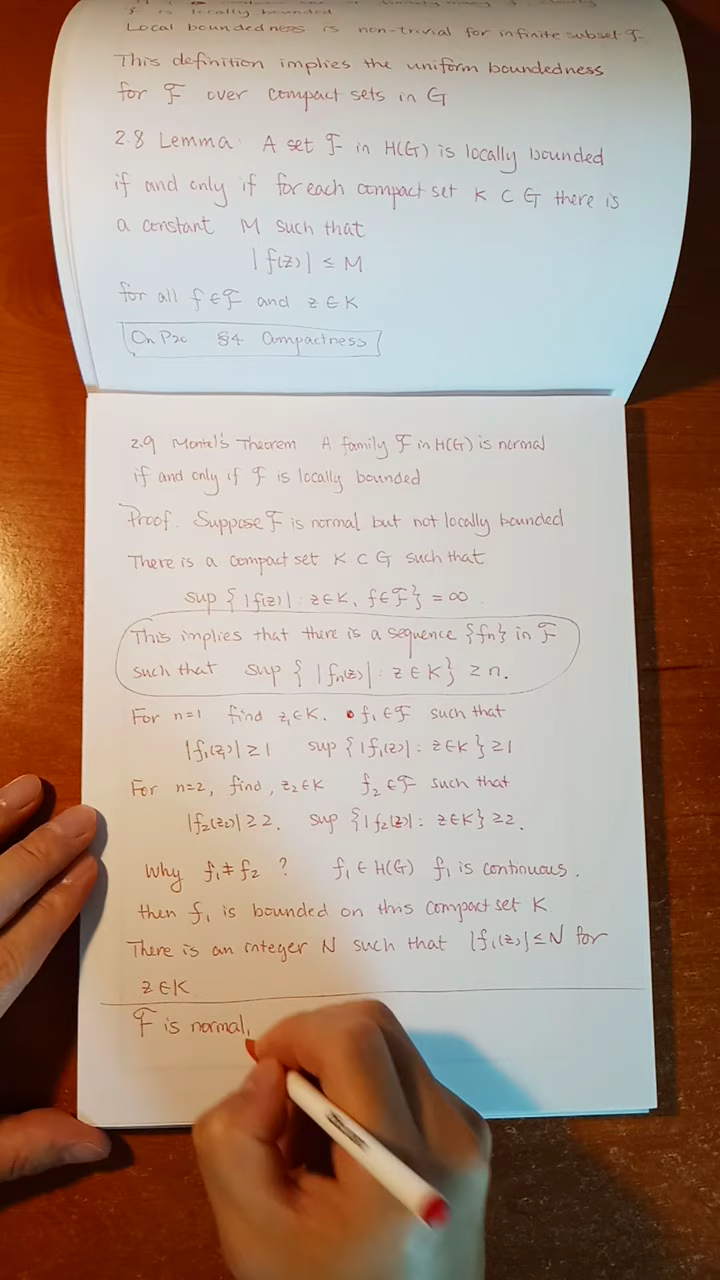 ℱ is locally bounded
Local boundedness is non-trivial for infinite subset ℱ
This definition implies the uniform boundedness
for ℱ over compact sets in G
2.8 Lemma: A set ℱ in H(G) is locally bounded
if and only if for each compact set K ⊂ G there is
a constant M such that
|f(z)| ≤ M
for all f ∈ ℱ and z ∈ K
On P20 §4 Compactness
2.9 Montel's Theorem A family ℱ in H(G) is normal
if and only if ℱ is locally bounded
Proof. Suppose ℱ is normal but not locally bounded
There is a compact set K ⊂ G such that
sup { |f(z)| : z ∈ K, f ∈ ℱ } = ∞.
This implies that there is a sequence {fn} in ℱ
such that sup { |fn(z)| : z ∈ K } ≥ n.
For n=1 find z₁ ∈ K. f₁ ∈ ℱ such that
|f₁(z₁)| ≥ 1 sup { |f₁(z)| : z ∈ K } ≥ 1
For n=2, find, z₂ ∈ K f₂ ∈ ℱ such that
|f₂(z₂)| ≥ 2. sup { |f₂(z)| : z ∈ K } ≥ 2.
Why f₁ ≠ f₂ ? f₁ ∈ H(G) f₁ is continuous.
then f₁ is bounded on this compact set K
There is an integer N such that |f₁(z)| ≤ N for
z ∈ K
ℱ is normal,